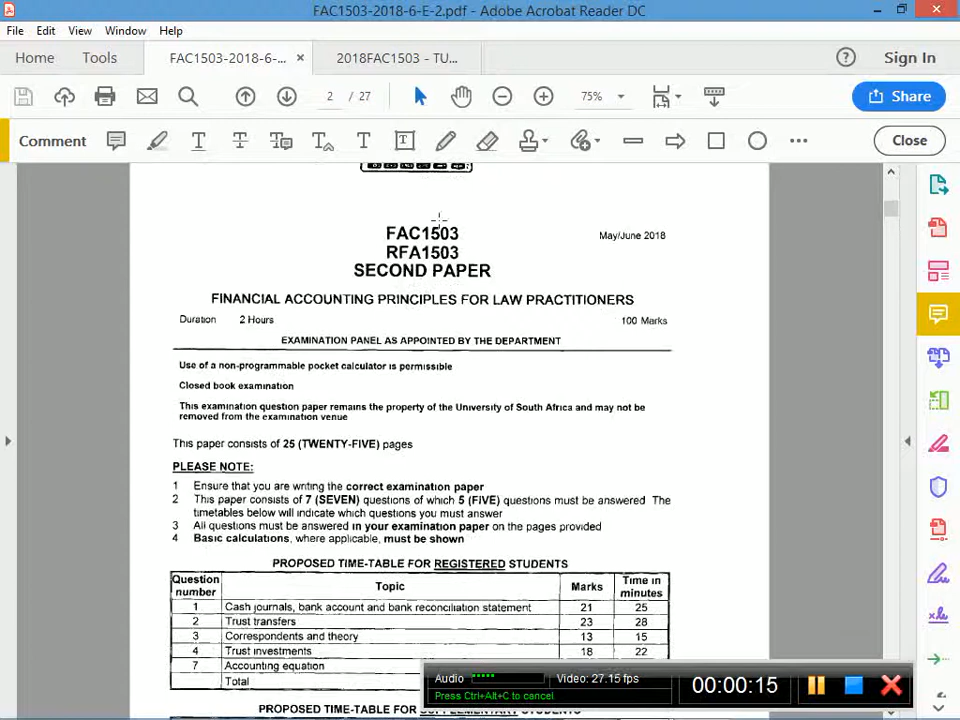 FAC1503-2018-6-E-2.pdf - Adobe Acrobat Reader DC
File Edit View Window Help
Home Tools FAC1503-2018-6-... × 2018FAC1503 - TU... Sign In
2 / 27 75% Share
Comment Close
FAC1503
RFA1503
SECOND PAPER
May/June 2018
FINANCIAL ACCOUNTING PRINCIPLES FOR LAW PRACTITIONERS
Duration 2 Hours 100 Marks
EXAMINATION PANEL AS APPOINTED BY THE DEPARTMENT
Use of a non-programmable pocket calculator is permissible
Closed book examination
This examination question paper remains the property of the University of South Africa and may not be
removed from the examination venue
This paper consists of 25 (TWENTY-FIVE) pages
PLEASE NOTE:
1 Ensure that you are writing the correct examination paper
2 This paper consists of 7 (SEVEN) questions of which 5 (FIVE) questions must be answered The
timetables below will indicate which questions you must answer
3 All questions must be answered in your examination paper on the pages provided
4 Basic calculations, where applicable, must be shown
PROPOSED TIME-TABLE FOR REGISTERED STUDENTS
Question number Topic Marks Time in minutes
1 Cash journals, bank account and bank reconciliation statement 21 25
2 Trust transfers 23 28
3 Correspondents and theory 13 15
4 Trust investments 18 22
7 Accounting equation
Total
PROPOSED TIME-TABLE FOR SUPPLEMENTARY STUDENTS
Audio Video: 27.15 fps 00:00:15
Press Ctrl+Alt+C to cancel